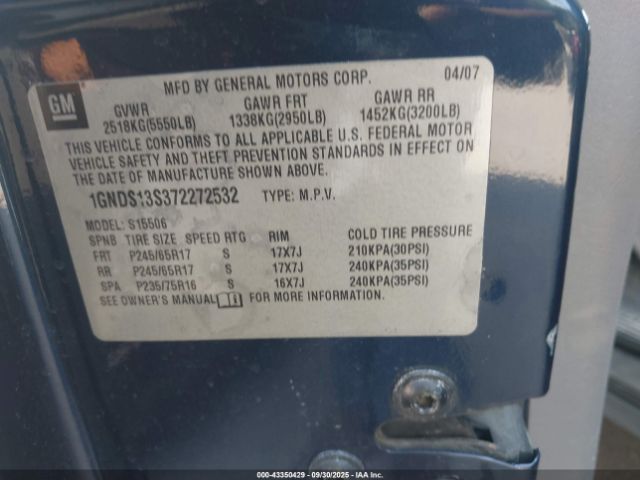 MFD BY GENERAL MOTORS CORP. 04/07
GM
GVWR GAWR FRT GAWR RR
2518KG(5550LB) 1338KG(2950LB) 1452KG(3200LB)
THIS VEHICLE CONFORMS TO ALL APPLICABLE U.S. FEDERAL MOTOR
VEHICLE SAFETY AND THEFT PREVENTION STANDARDS IN EFFECT ON
THE DATE OF MANUFACTURE SHOWN ABOVE.
1GNDS13S372272532 TYPE: M.P.V.
MODEL: S15506
SPNB TIRE SIZE SPEED RTG RIM COLD TIRE PRESSURE
FRT P245/65R17 S 17X7J 210KPA(30PSI)
RR P245/65R17 S 17X7J 240KPA(35PSI)
SPA P235/75R16 S 16X7J 240KPA(35PSI)
SEE OWNER'S MANUAL FOR MORE INFORMATION.
000-43350429 - 09/30/2025 - IAAI.COM